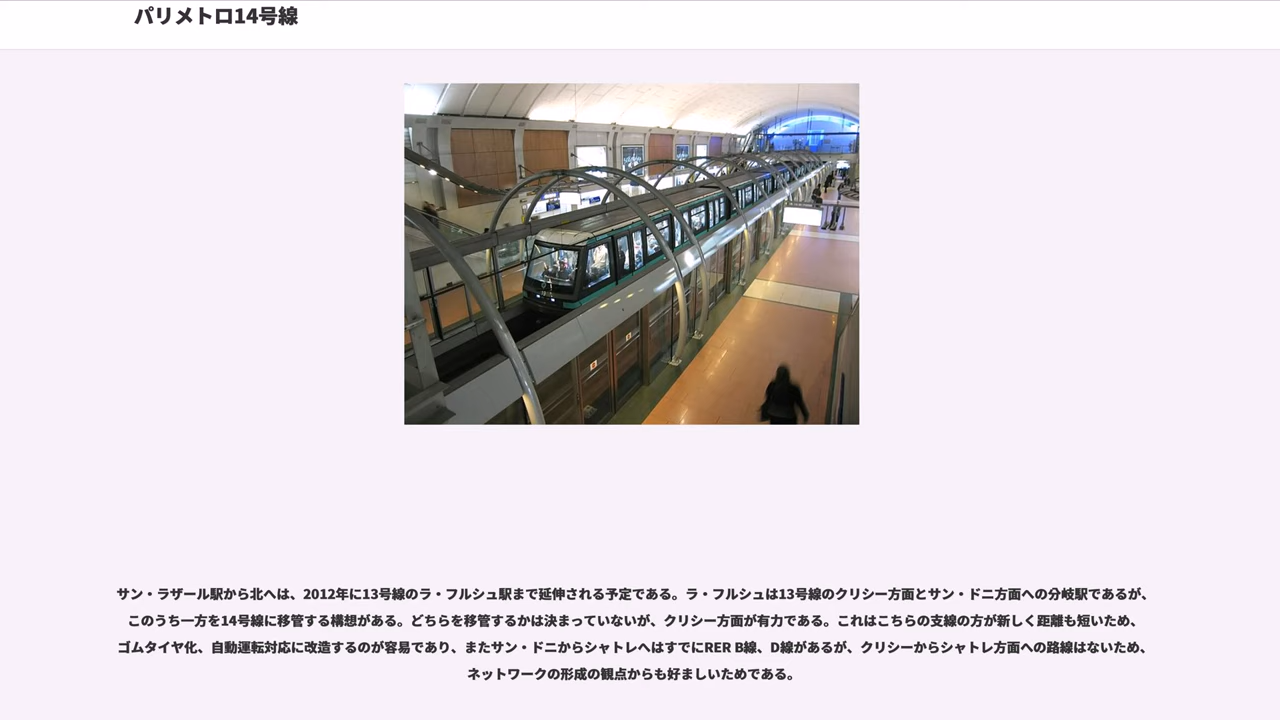 パリメトロ14号線
サン・ラザール駅から北へは、2012年に13号線のラ・フルシュ駅まで延伸される予定である。ラ・フルシュは13号線のクリシー方面とサン・ドニ方面への分岐駅であるが、
このうち一方を14号線に移管する構想がある。どちらを移管するかは決まっていないが、クリシー方面が有力である。これはこちらの支線の方が新しく距離も短いため、
ゴムタイヤ化、自動運転対応に改造するのが容易であり、またサン・ドニからシャトレへはすでにRER B線、D線があるが、クリシーからシャトレ方面への路線はないため、
ネットワークの形成の観点からも好ましいためである。